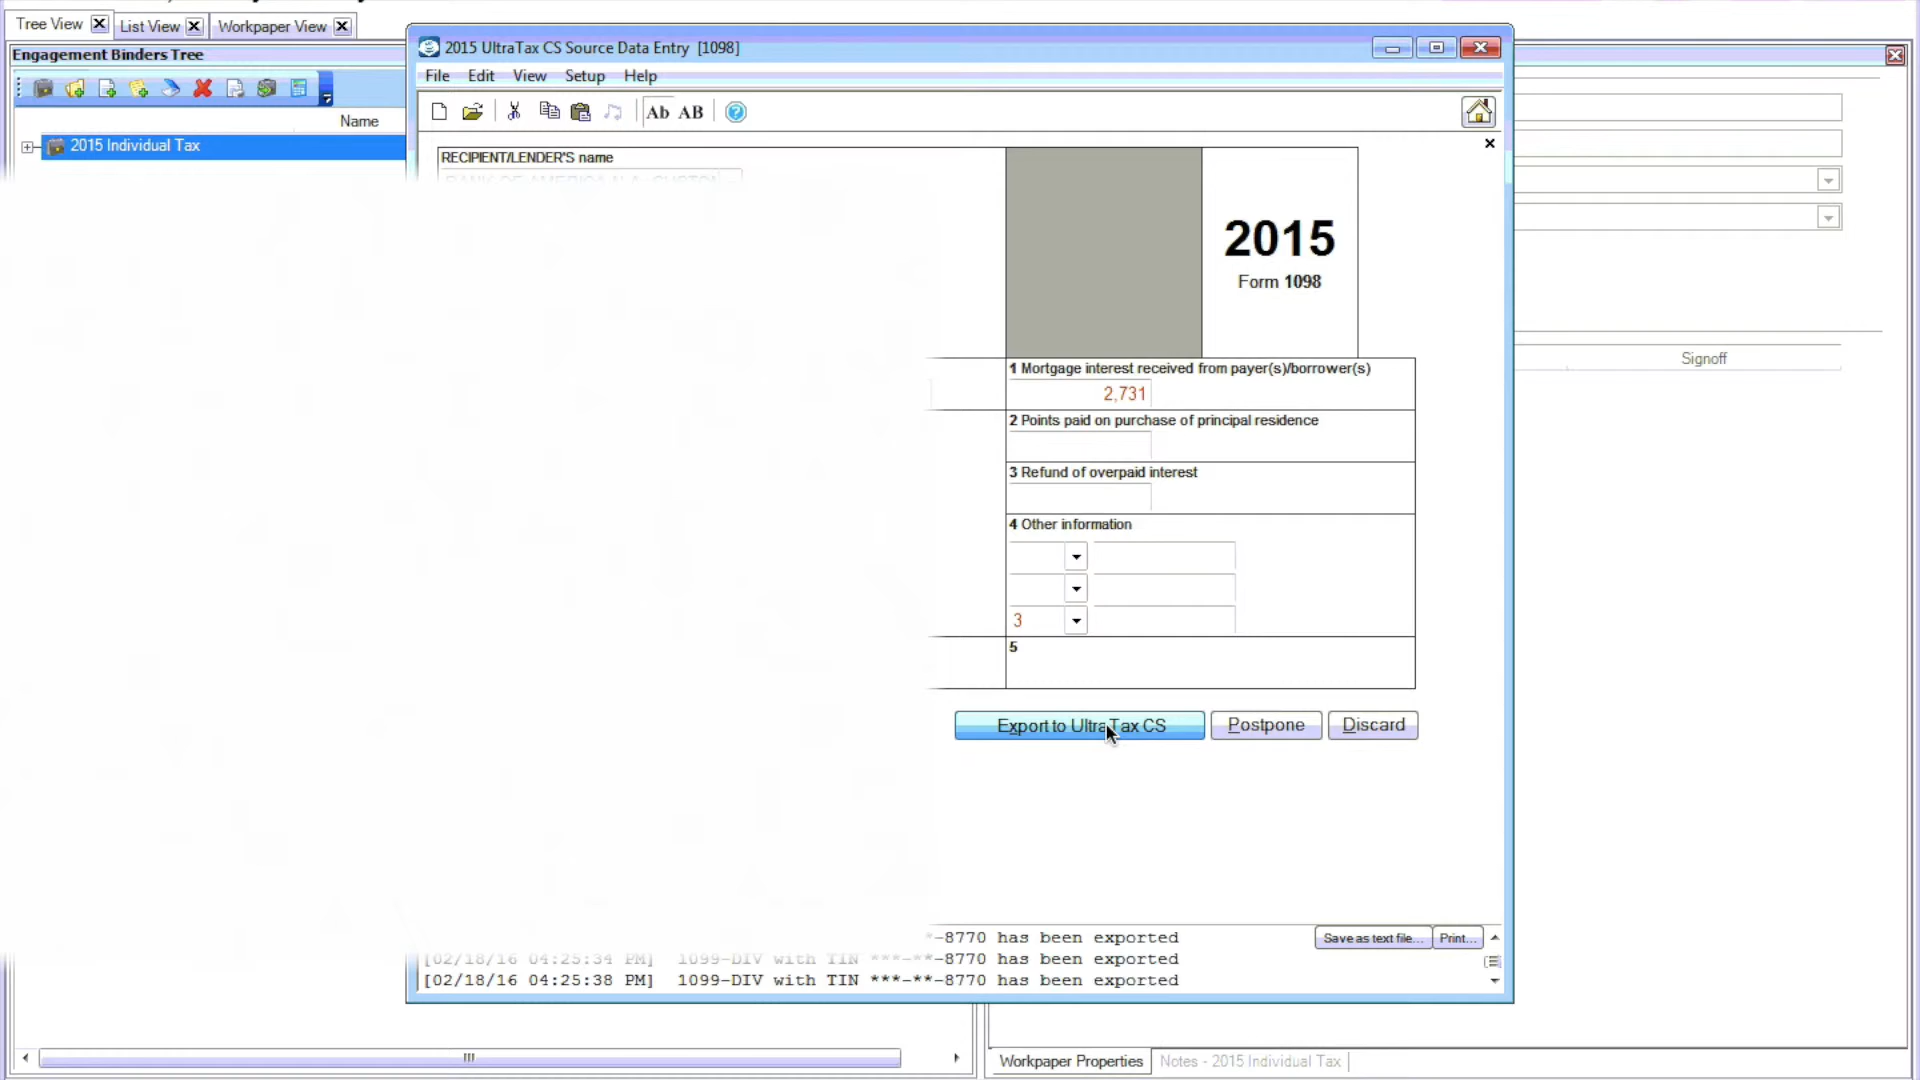 Tree View
List View
Workpaper View
Engagement Binders Tree
Name
2015 Individual Tax
2015 UltraTax CS Source Data Entry [1098]
File Edit View Setup Help
Ab AB
RECIPIENT/LENDER'S name
BANK OF AMERICA N.A.
2015
Form 1098
1 Mortgage interest received from payer(s)/borrower(s)
2,731
2 Points paid on purchase of principal residence
3 Refund of overpaid interest
4 Other information
3
5
Export to UltraTax CS
Postpone
Discard
-8770 has been exported
[02/18/16 04:25:34 PM] 1099-DIV with TIN ***-**-8770 has been exported
[02/18/16 04:25:38 PM] 1099-DIV with TIN ***-**-8770 has been exported
Save as text file...
Print...
Signoff
Workpaper Properties
Notes - 2015 Individual Tax